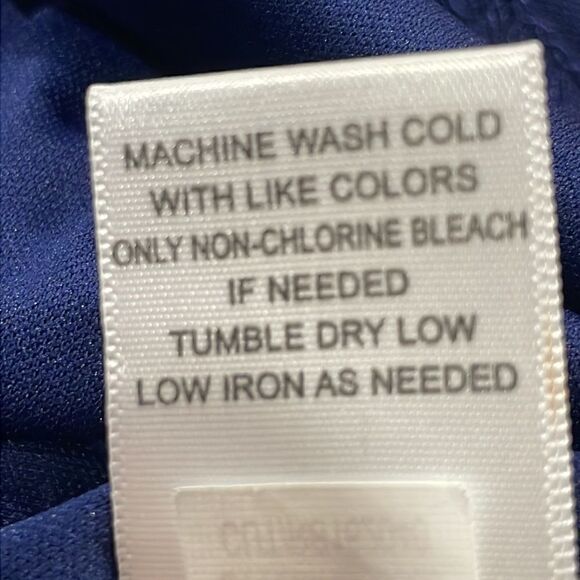 MACHINE WASH COLD
WITH LIKE COLORS
ONLY NON-CHLORINE BLEACH
IF NEEDED
TUMBLE DRY LOW
LOW IRON AS NEEDED